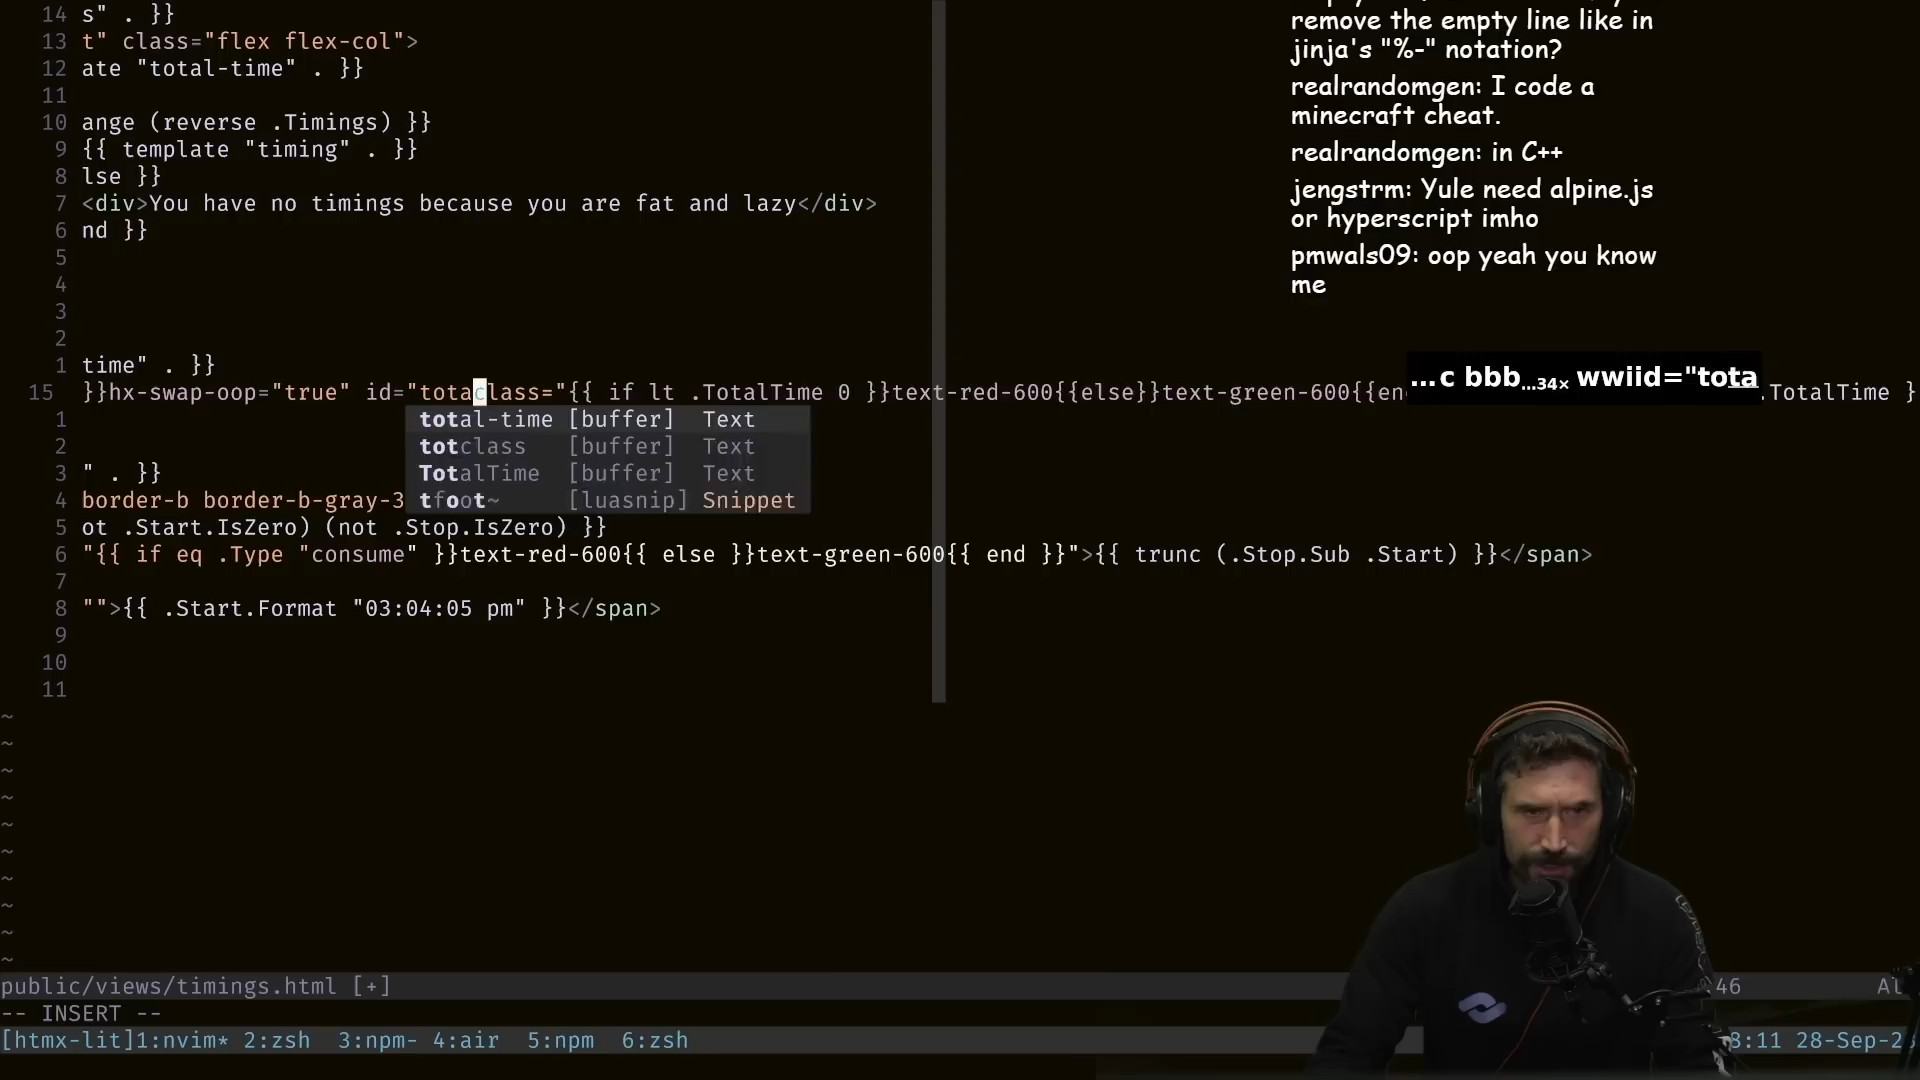 14 s" . }}
13 t" class="flex flex-col">
12 ate "total-time" . }}
11
10 ange (reverse .Timings) }}
9 {{ template "timing" . }}
8 lse }}
7 <div>You have no timings because you are fat and lazy</div>
6 nd }}
5
4
3
2
1 time" . }}
15 }}hx-swap-oop="true" id="totaclass="{{ if lt .TotalTime 0 }}text-red-600{{else}}text-green-600{{en .TotalTime }
1 total-time [buffer] Text
2 totclass [buffer] Text
3 " . }} TotalTime [buffer] Text
4 border-b border-b-gray-3 tfoot~ [luasnip] Snippet
5 ot .Start.IsZero) (not .Stop.IsZero) }}
6 "{{ if eq .Type "consume" }}text-red-600{{ else }}text-green-600{{ end }}">{{ trunc (.Stop.Sub .Start) }}</span>
7
8 "">{{ .Start.Format "03:04:05 pm" }}</span>
9
10
11
~
~
~
~
~
~
~
~
~
~
public/views/timings.html [+] 46 Al
-- INSERT --
[htmx-lit]1:nvim* 2:zsh 3:npm- 4:air 5:npm 6:zsh 8:11 28-Sep-2
remove the empty line like in
jinja's "%-" notation?
realrandomgen: I code a
minecraft cheat.
realrandomgen: in C++
jengstrm: Yule need alpine.js
or hyperscript imho
pmwals09: oop yeah you know
me
…c bbb…34× wwiid="tota